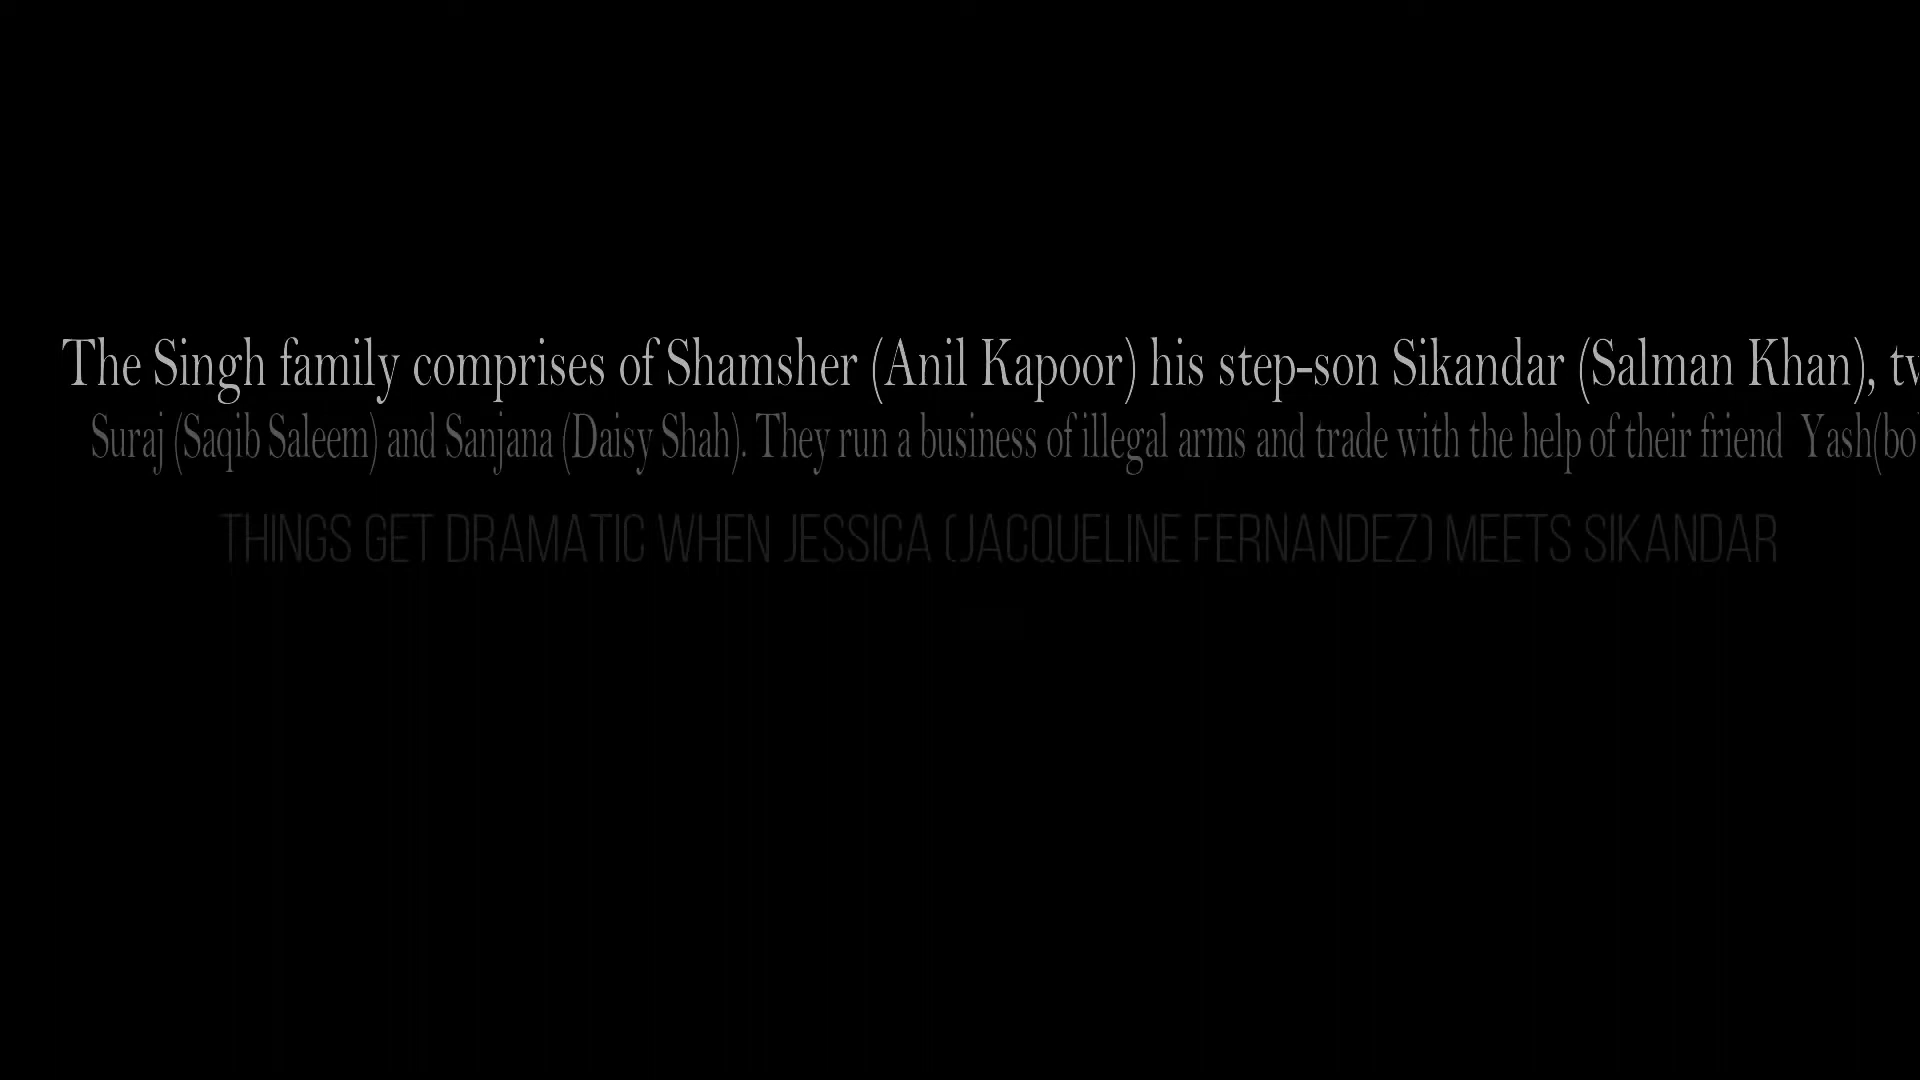 The Singh family comprises of Shamsher (Anil Kapoor) his step-son Sikandar (Salman Khan), tw
Suraj (Saqib Saleem) and Sanjana (Daisy Shah). They run a business of illegal arms and trade with the help of their friend Yash(bo
THINGS GET DRAMATIC WHEN JESSICA (JACQUELINE FERNANDEZ) MEETS SIKANDAR